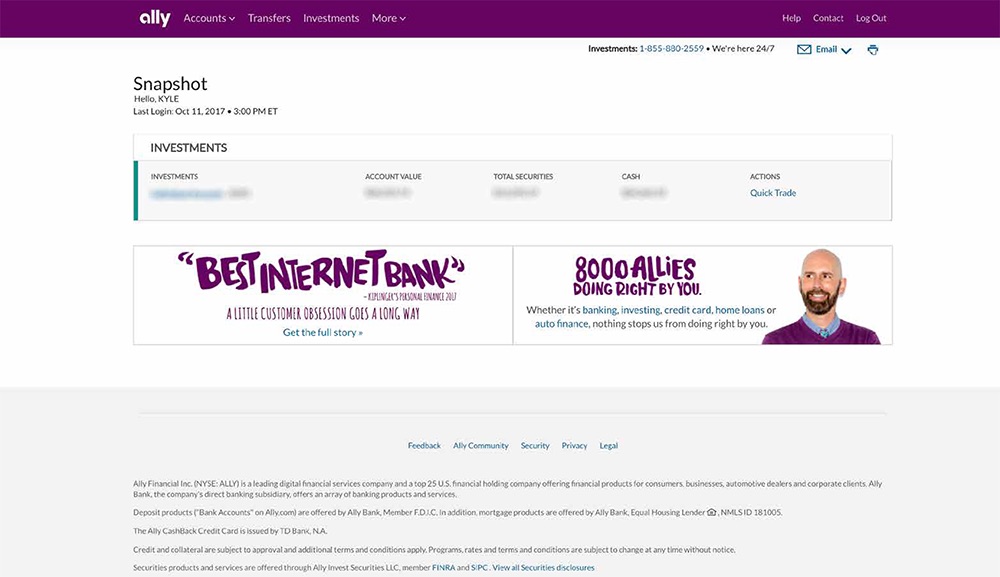 ally Accounts Transfers Investments More Help Contact Log Out
Investments: 1-855-880-2559 • We're here 24/7 Email
Snapshot
Hello, KYLE
Last Login: Oct 11, 2017 • 3:00 PM ET
INVESTMENTS
INVESTMENTS ACCOUNT VALUE TOTAL SECURITIES CASH ACTIONS
Quick Trade
“BEST INTERNET BANK”
- KIPLINGER'S PERSONAL FINANCE 2017
A LITTLE CUSTOMER OBSESSION GOES A LONG WAY
Get the full story »
8000 ALLIES
DOING RIGHT BY YOU.
Whether it's banking, investing, credit card, home loans or
auto finance, nothing stops us from doing right by you.
Feedback Ally Community Security Privacy Legal
Ally Financial Inc. (NYSE: ALLY) is a leading digital financial services company and a top 25 U.S. financial holding company offering financial products for consumers, businesses, automotive dealers and corporate clients. Ally
Bank, the company's direct banking subsidiary, offers an array of banking products and services.
Deposit products ("Bank Accounts" on Ally.com) are offered by Ally Bank, Member F.D.I.C. In addition, mortgage products are offered by Ally Bank, Equal Housing Lender, NMLS ID 181005.
The Ally CashBack Credit Card is issued by TD Bank, N.A.
Credit and collateral are subject to approval and additional terms and conditions apply. Programs, rates and terms and conditions are subject to change at any time without notice.
Securities products and services are offered through Ally Invest Securities LLC, member FINRA and SIPC. View all Securities disclosures